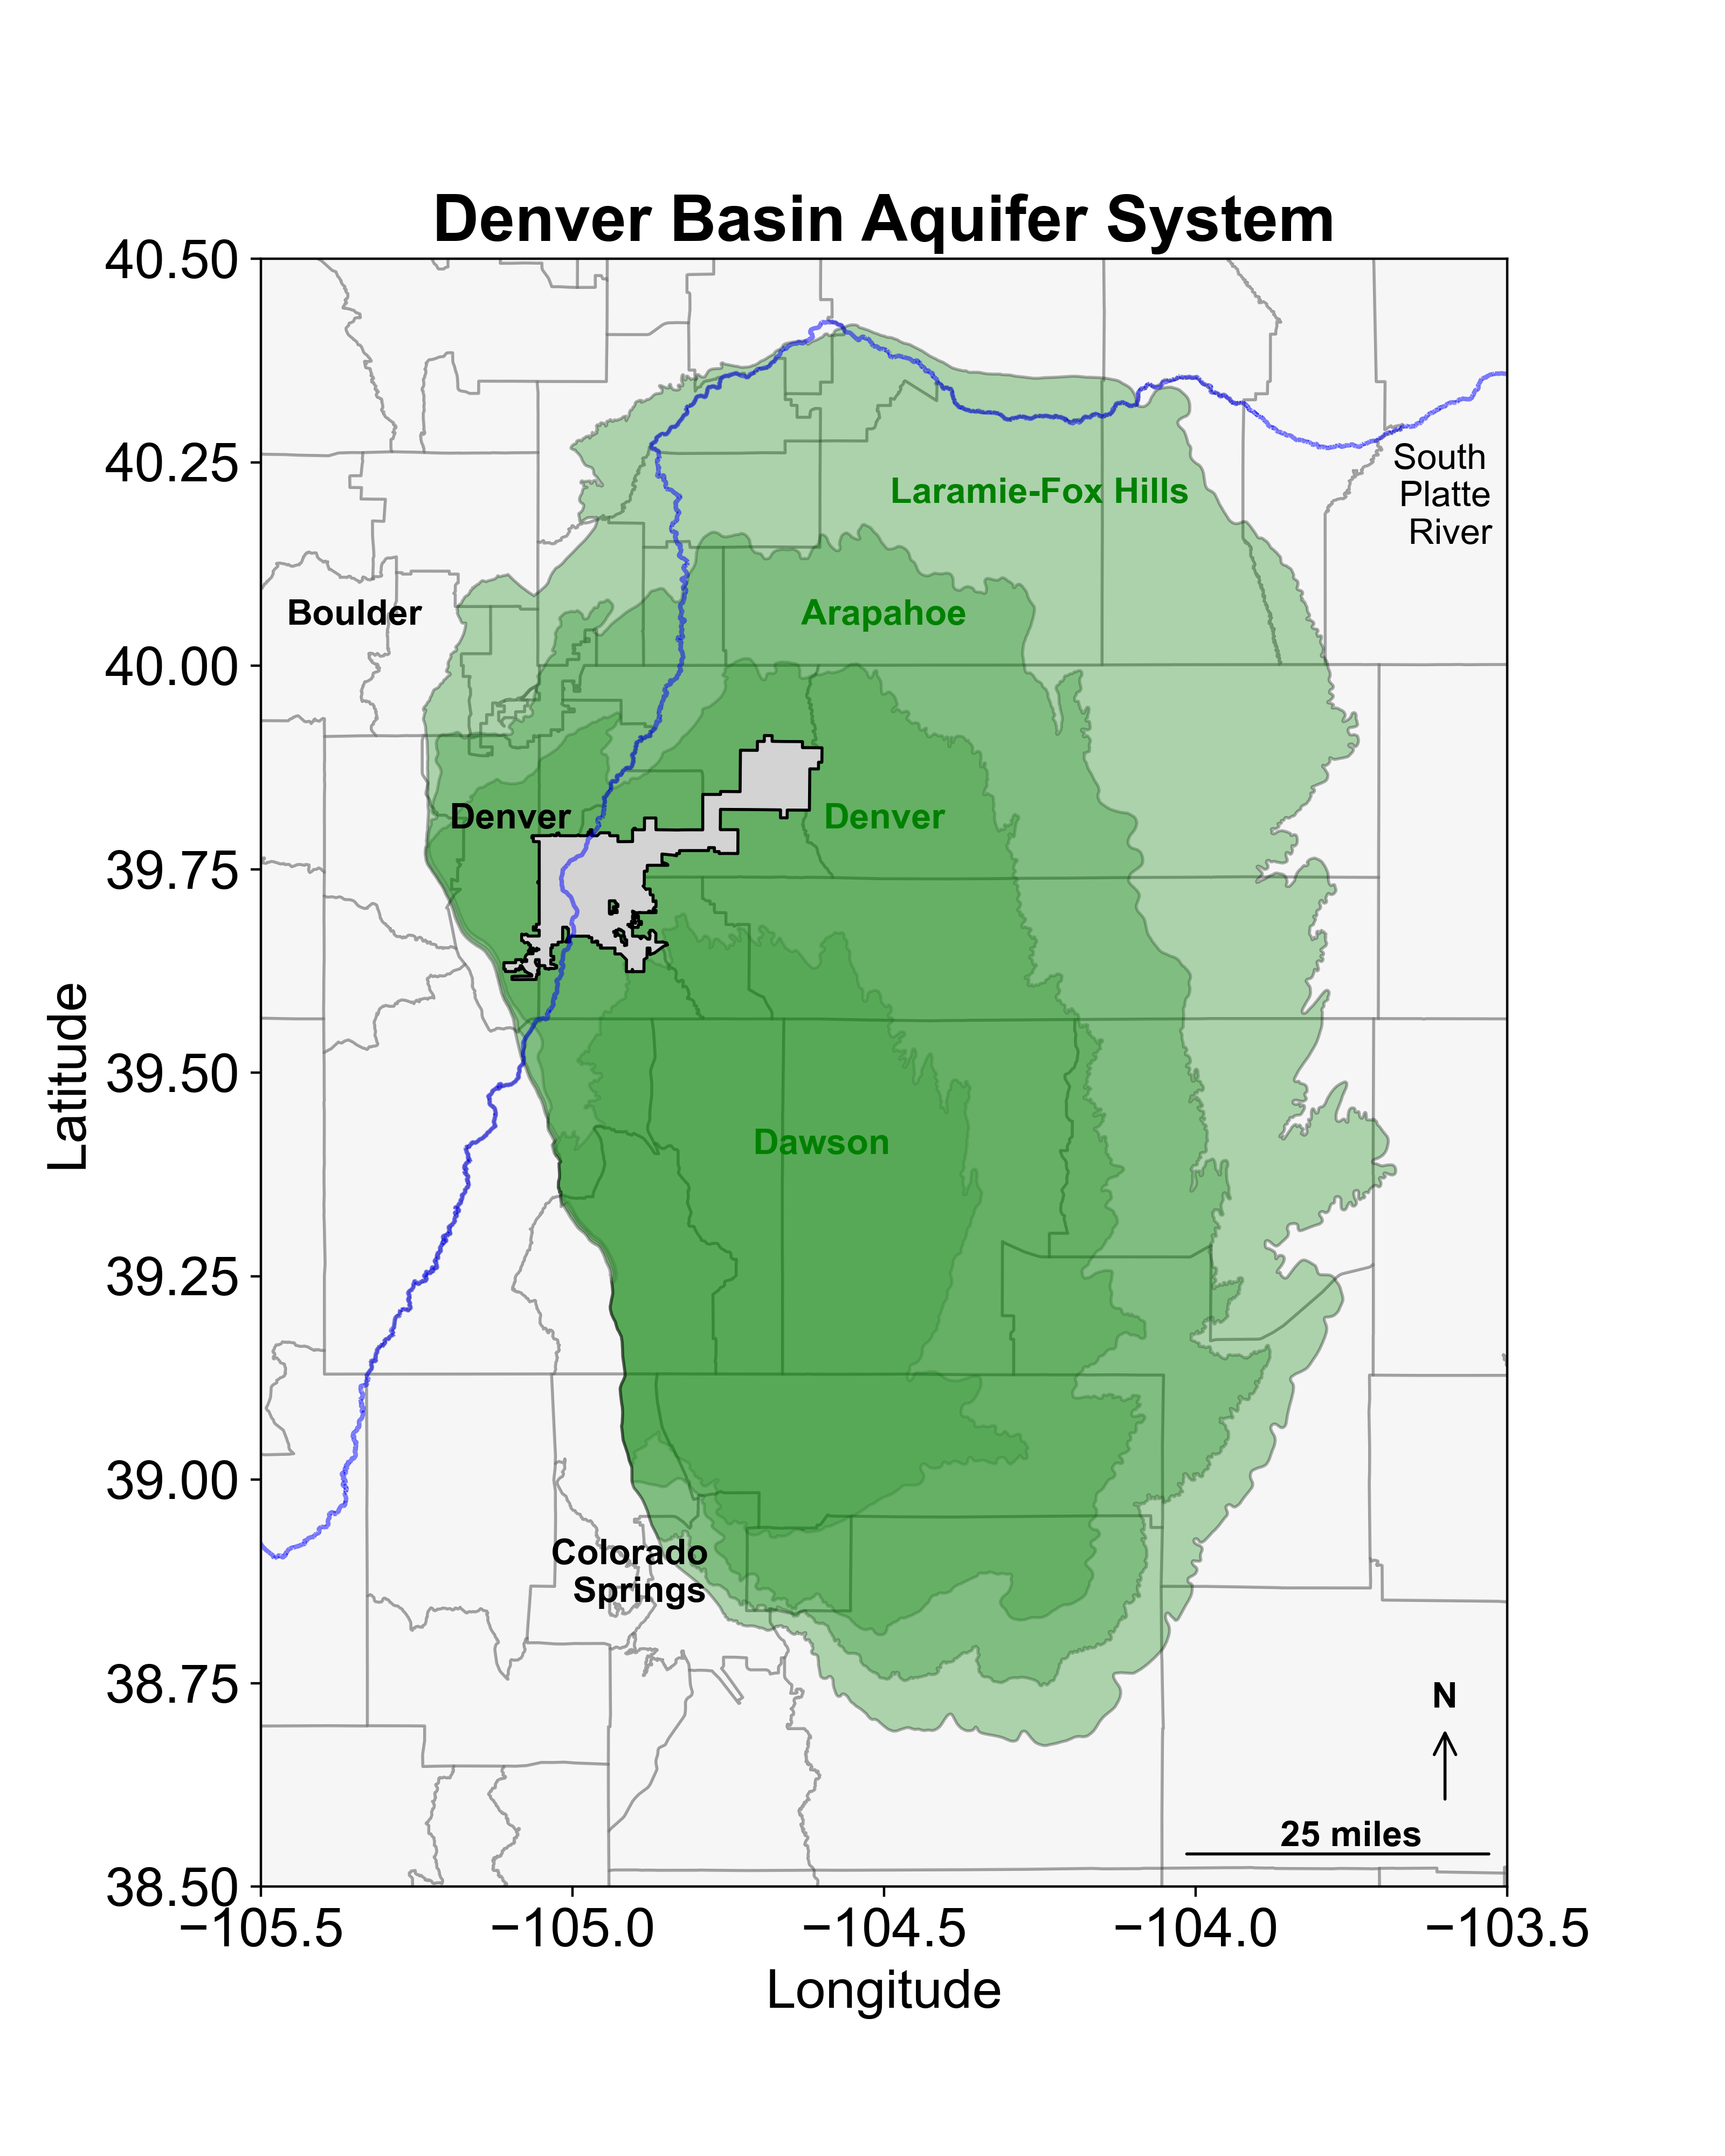 Denver Basin Aquifer System
40.50
40.25
South
Platte
River
Laramie-Fox Hills
Boulder
Arapahoe
40.00
Denver
Denver
39.75
39.50
Dawson
39.25
39.00
Colorado
Springs
38.75
N
25 miles
38.50
−105.5
−105.0
−104.5
−104.0
−103.5
Longitude
Latitude